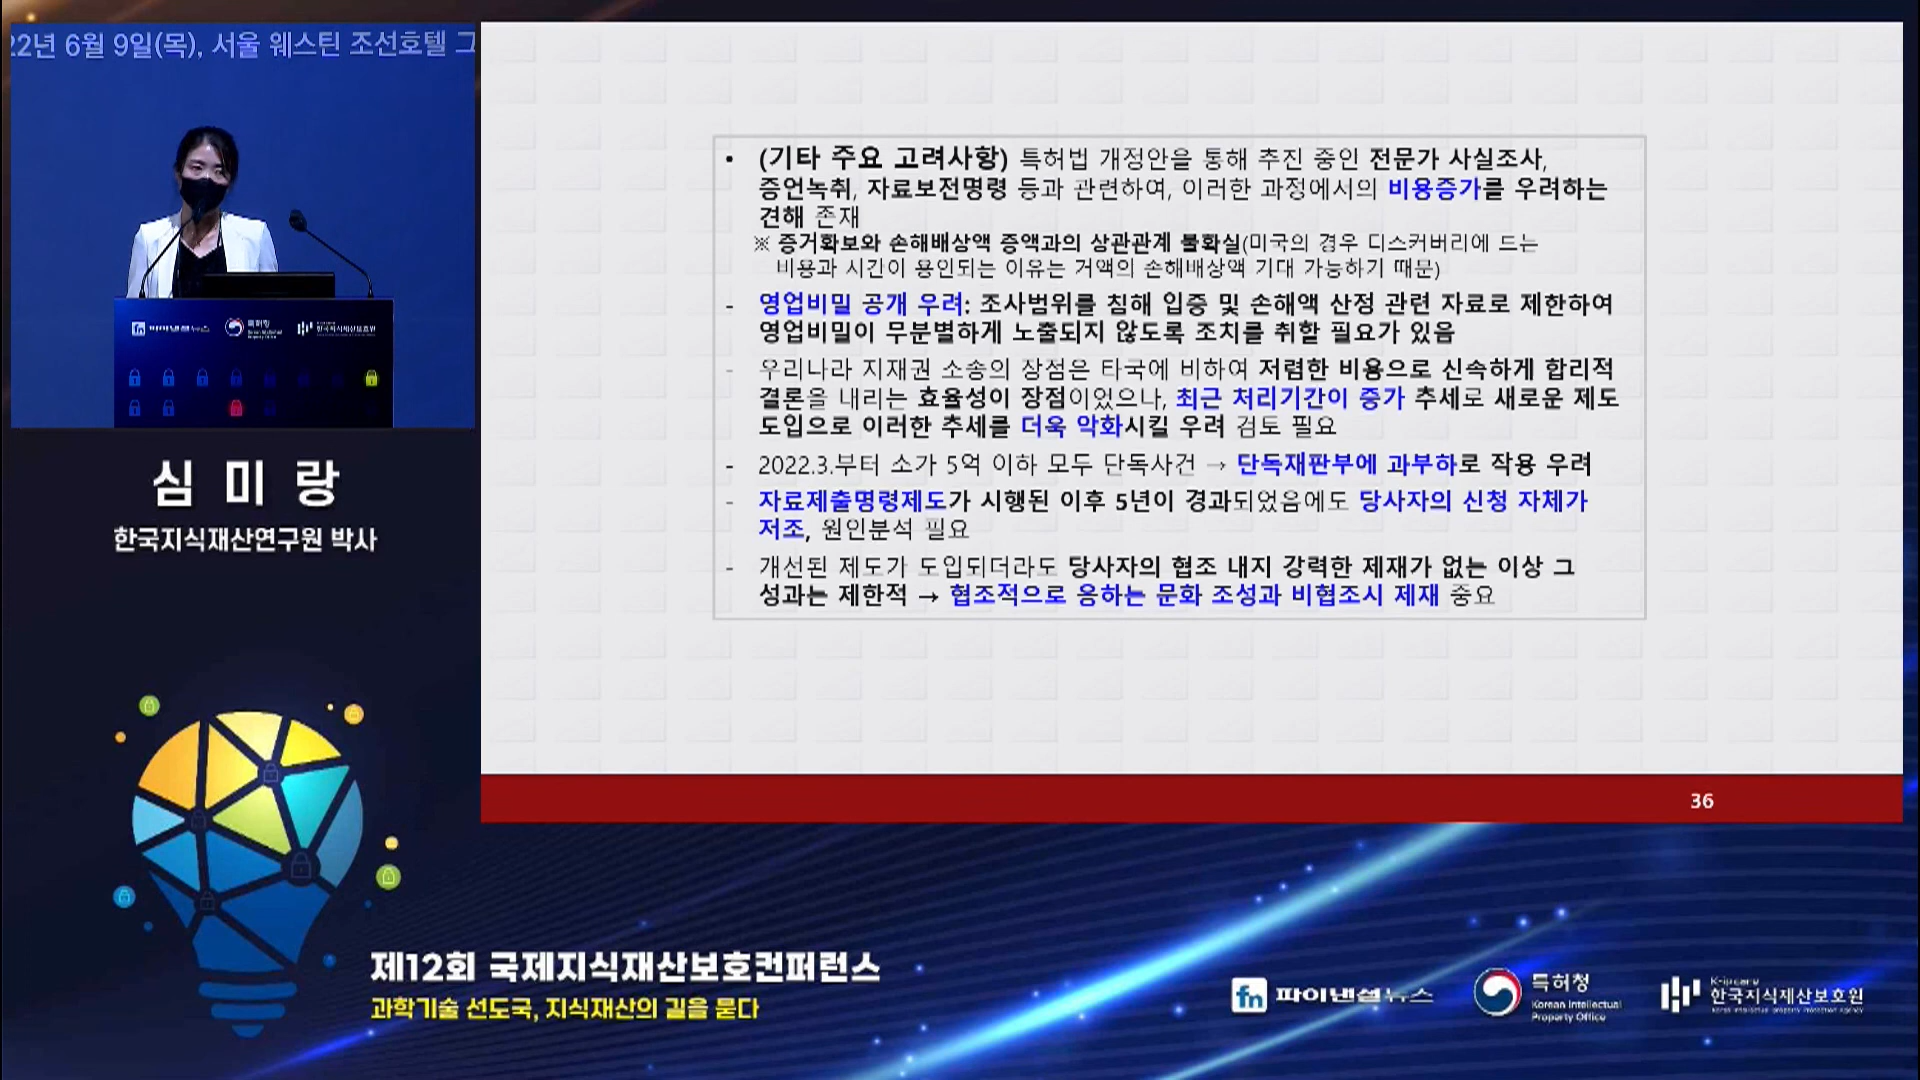 22년 6월 9일(목), 서울 웨스틴 조선호텔 그
파이낸셜뉴스 특허청 한국지식재산보호원
심 미 랑
한국지식재산연구원 박사
• (기타 주요 고려사항) 특허법 개정안을 통해 추진 중인 전문가 사실조사,
증언녹취, 자료보전명령 등과 관련하여, 이러한 과정에서의 비용증가를 우려하는
견해 존재
※ 증거확보와 손해배상액 증액과의 상관관계 불확실(미국의 경우 디스커버리에 드는
비용과 시간이 용인되는 이유는 거액의 손해배상액 기대 가능하기 때문)
- 영업비밀 공개 우려: 조사범위를 침해 입증 및 손해액 산정 관련 자료로 제한하여
영업비밀이 무분별하게 노출되지 않도록 조치를 취할 필요가 있음
- 우리나라 지재권 소송의 장점은 타국에 비하여 저렴한 비용으로 신속하게 합리적
결론을 내리는 효율성이 장점이었으나, 최근 처리기간이 증가 추세로 새로운 제도
도입으로 이러한 추세를 더욱 악화시킬 우려 검토 필요
- 2022.3.부터 소가 5억 이하 모두 단독사건 → 단독재판부에 과부하로 작용 우려
- 자료제출명령제도가 시행된 이후 5년이 경과되었음에도 당사자의 신청 자체가
저조, 원인분석 필요
- 개선된 제도가 도입되더라도 당사자의 협조 내지 강력한 제재가 없는 이상 그
성과는 제한적 → 협조적으로 응하는 문화 조성과 비협조시 제재 중요
36
제12회 국제지식재산보호컨퍼런스
과학기술 선도국, 지식재산의 길을 묻다
fn 파이낸셜뉴스
특허청
Korean Intellectual
Property Office
한국지식재산보호원